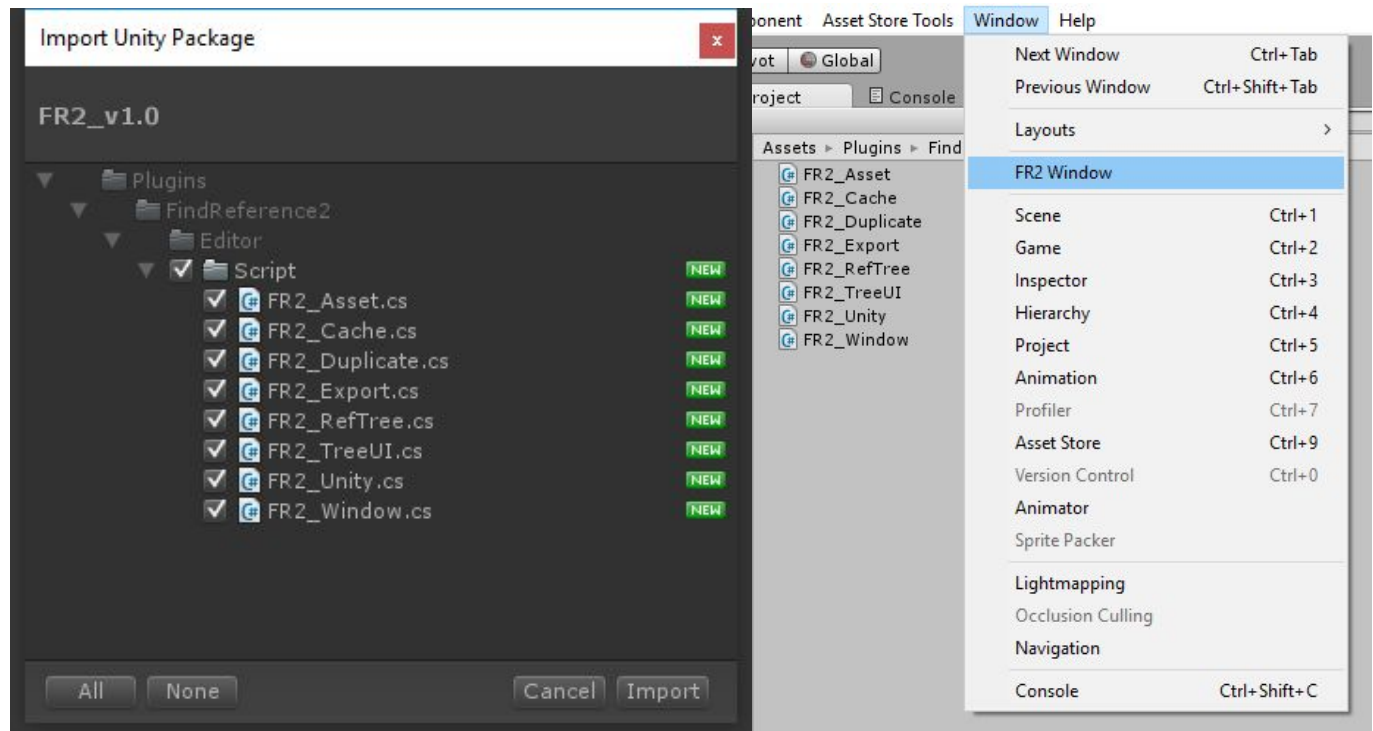 Import Unity Package
x
FR2_v1.0
Plugins
FindReference2
Editor
Script NEW
FR2_Asset.cs NEW
FR2_Cache.cs NEW
FR2_Duplicate.cs NEW
FR2_Export.cs NEW
FR2_RefTree.cs NEW
FR2_TreeUI.cs NEW
FR2_Unity.cs NEW
FR2_Window.cs NEW
All None Cancel Import
ponent Asset Store Tools Window Help
vot Global
roject Console
Assets ▸ Plugins ▸ Find
FR2_Asset
FR2_Cache
FR2_Duplicate
FR2_Export
FR2_RefTree
FR2_TreeUI
FR2_Unity
FR2_Window
Next Window Ctrl+Tab
Previous Window Ctrl+Shift+Tab
Layouts >
FR2 Window
Scene Ctrl+1
Game Ctrl+2
Inspector Ctrl+3
Hierarchy Ctrl+4
Project Ctrl+5
Animation Ctrl+6
Profiler Ctrl+7
Asset Store Ctrl+9
Version Control Ctrl+0
Animator
Sprite Packer
Lightmapping
Occlusion Culling
Navigation
Console Ctrl+Shift+C